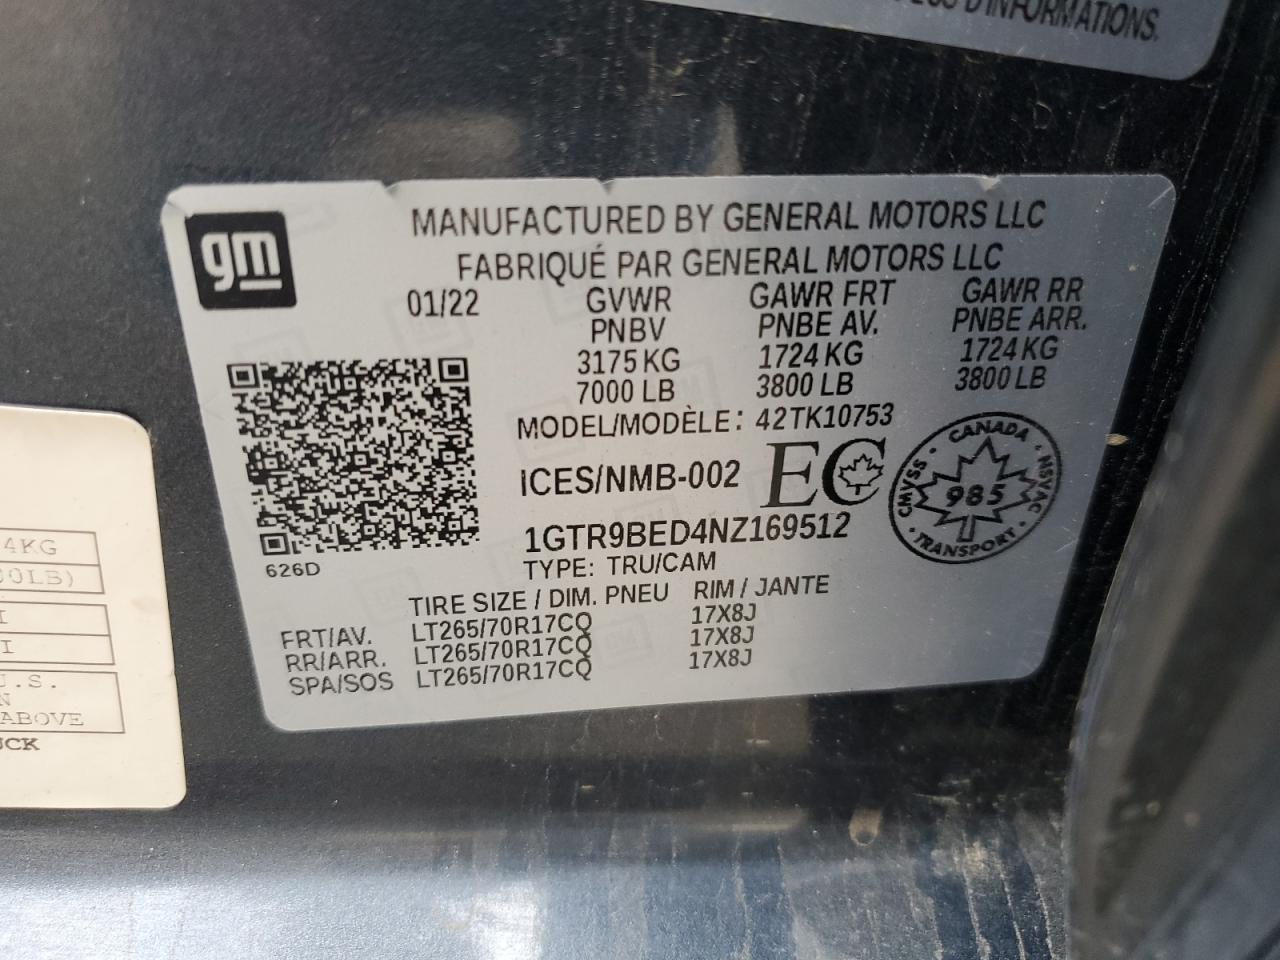 D'INFORMATIONS.
gm
MANUFACTURED BY GENERAL MOTORS LLC
FABRIQUÉ PAR GENERAL MOTORS LLC
01/22 GVWR GAWR FRT GAWR RR
PNBV PNBE AV. PNBE ARR.
3175 KG 1724 KG 1724 KG
7000 LB 3800 LB 3800 LB
MODEL/MODÈLE: 42TK10753
ICES/NMB-002 EC
CANADA
CMVSS · NSVAC
985
TRANSPORT
1GTR9BED4NZ169512
626D
TYPE: TRU/CAM
TIRE SIZE / DIM. PNEU RIM / JANTE
FRT/AV. LT265/70R17CQ 17X8J
RR/ARR. LT265/70R17CQ 17X8J
SPA/SOS LT265/70R17CQ 17X8J
4KG
0LB)
I
I
U.S.
N
ABOVE
UCK